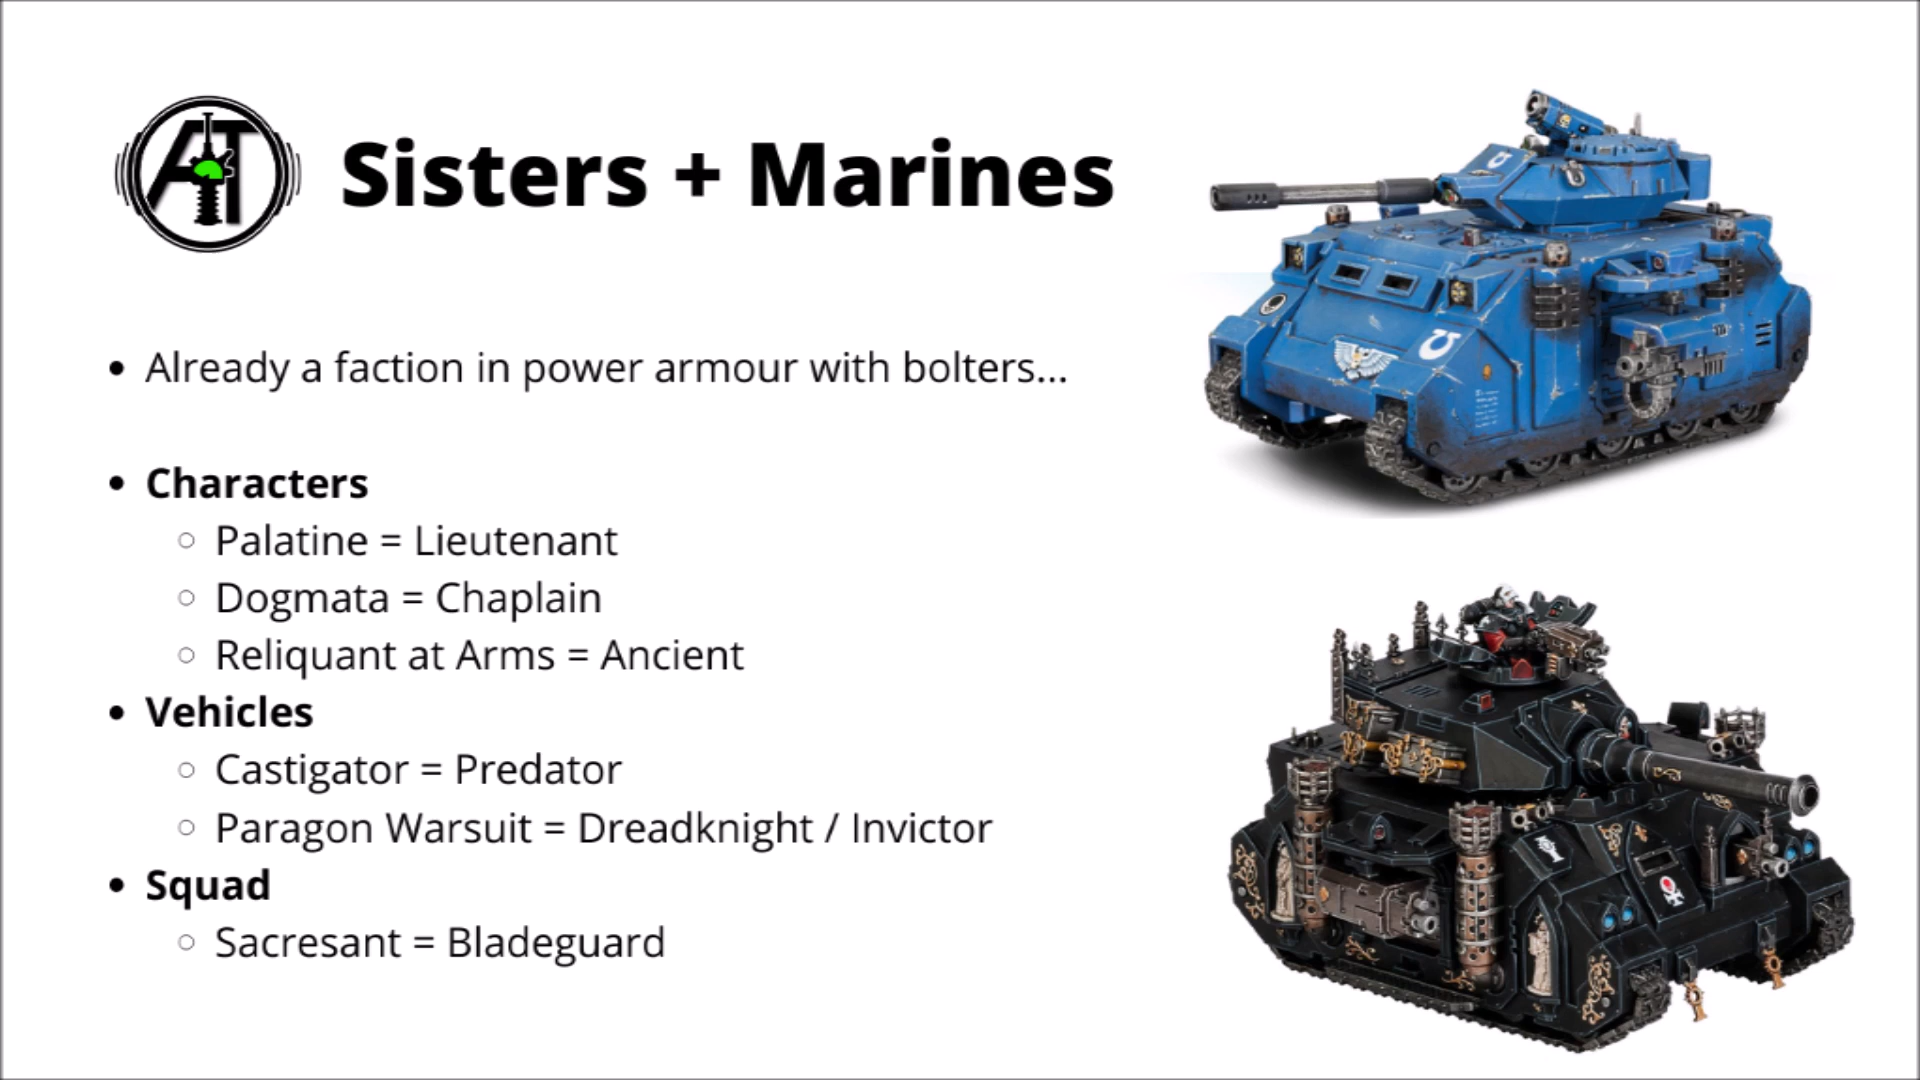 AT
Sisters + Marines
• Already a faction in power armour with bolters...
• Characters
○ Palatine = Lieutenant
○ Dogmata = Chaplain
○ Reliquant at Arms = Ancient
• Vehicles
○ Castigator = Predator
○ Paragon Warsuit = Dreadknight / Invictor
• Squad
○ Sacresant = Bladeguard